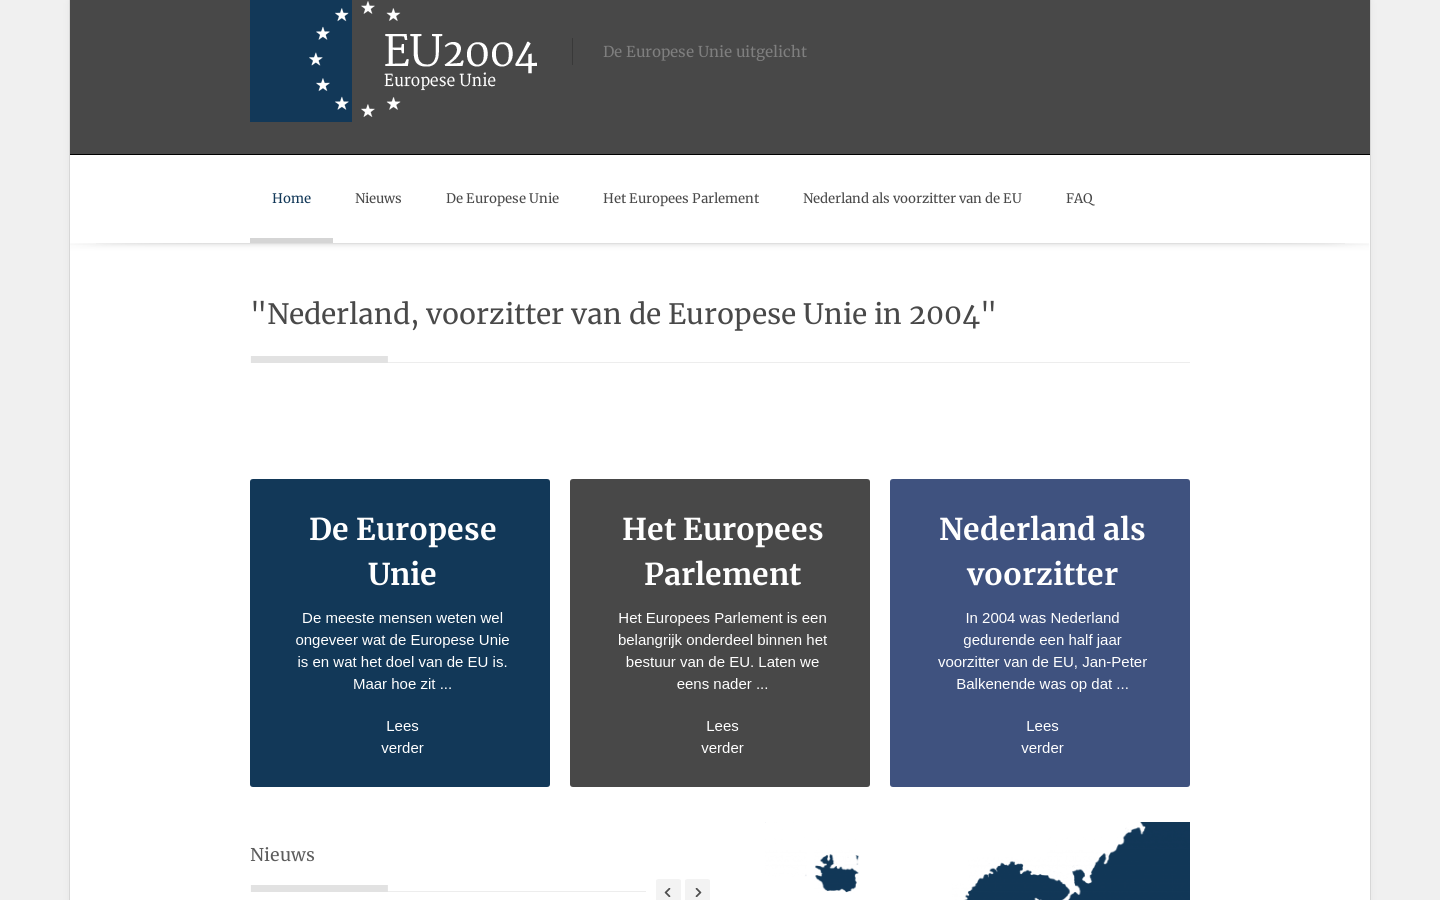 EU2004
Europese Unie
De Europese Unie uitgelicht
Home
Nieuws
De Europese Unie
Het Europees Parlement
Nederland als voorzitter van de EU
FAQ
"Nederland, voorzitter van de Europese Unie in 2004"
De Europese
Unie
De meeste mensen weten wel
ongeveer wat de Europese Unie
is en wat het doel van de EU is.
Maar hoe zit ...
Lees
verder
Het Europees
Parlement
Het Europees Parlement is een
belangrijk onderdeel binnen het
bestuur van de EU. Laten we
eens nader ...
Lees
verder
Nederland als
voorzitter
In 2004 was Nederland
gedurende een half jaar
voorzitter van de EU, Jan-Peter
Balkenende was op dat ...
Lees
verder
Nieuws